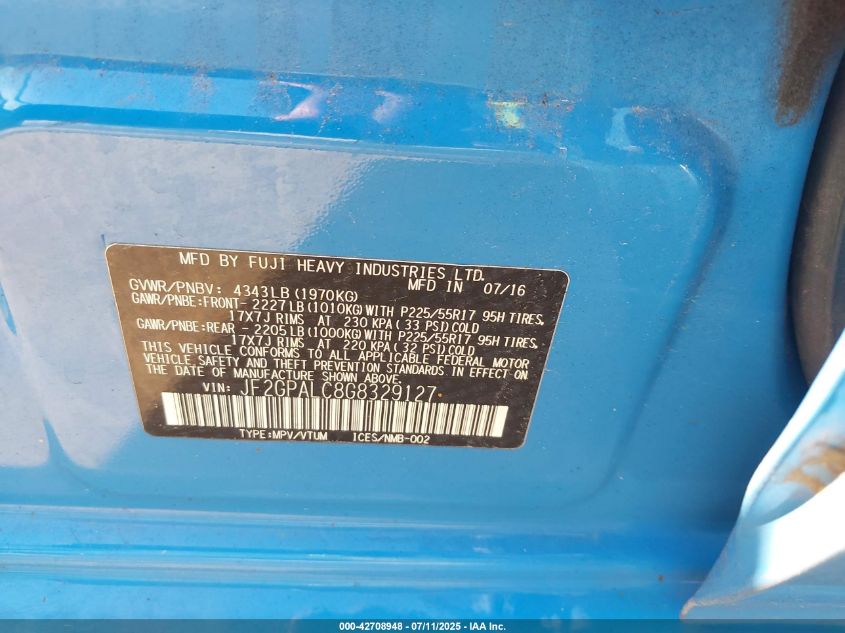 MFD BY FUJI HEAVY INDUSTRIES LTD.
MFD IN 07/16
GVWR/PNBV: 4343LB(1970KG)
GAWR/PNBE:FRONT- 2227LB(1010KG)WITH P225/55R17 95H TIRES,
17X7J RIMS AT 230 KPA( 33 PSI)COLD
GAWR/PNBE:REAR - 2205LB(1000KG)WITH P225/55R17 95H TIRES,
17X7J RIMS AT 220 KPA( 32 PSI)COLD
THIS VEHICLE CONFORMS TO ALL APPLICABLE FEDERAL MOTOR
VEHICLE SAFETY AND THEFT PREVENTION STANDARDS IN EFFECT ON
THE DATE OF MANUFACTURE SHOWN ABOVE.
VIN: JF2GPALC8G8329127
TYPE:MPV/VTUM ICES/NMB-002
000-42708948 - 07/11/2025 - IAA Inc.